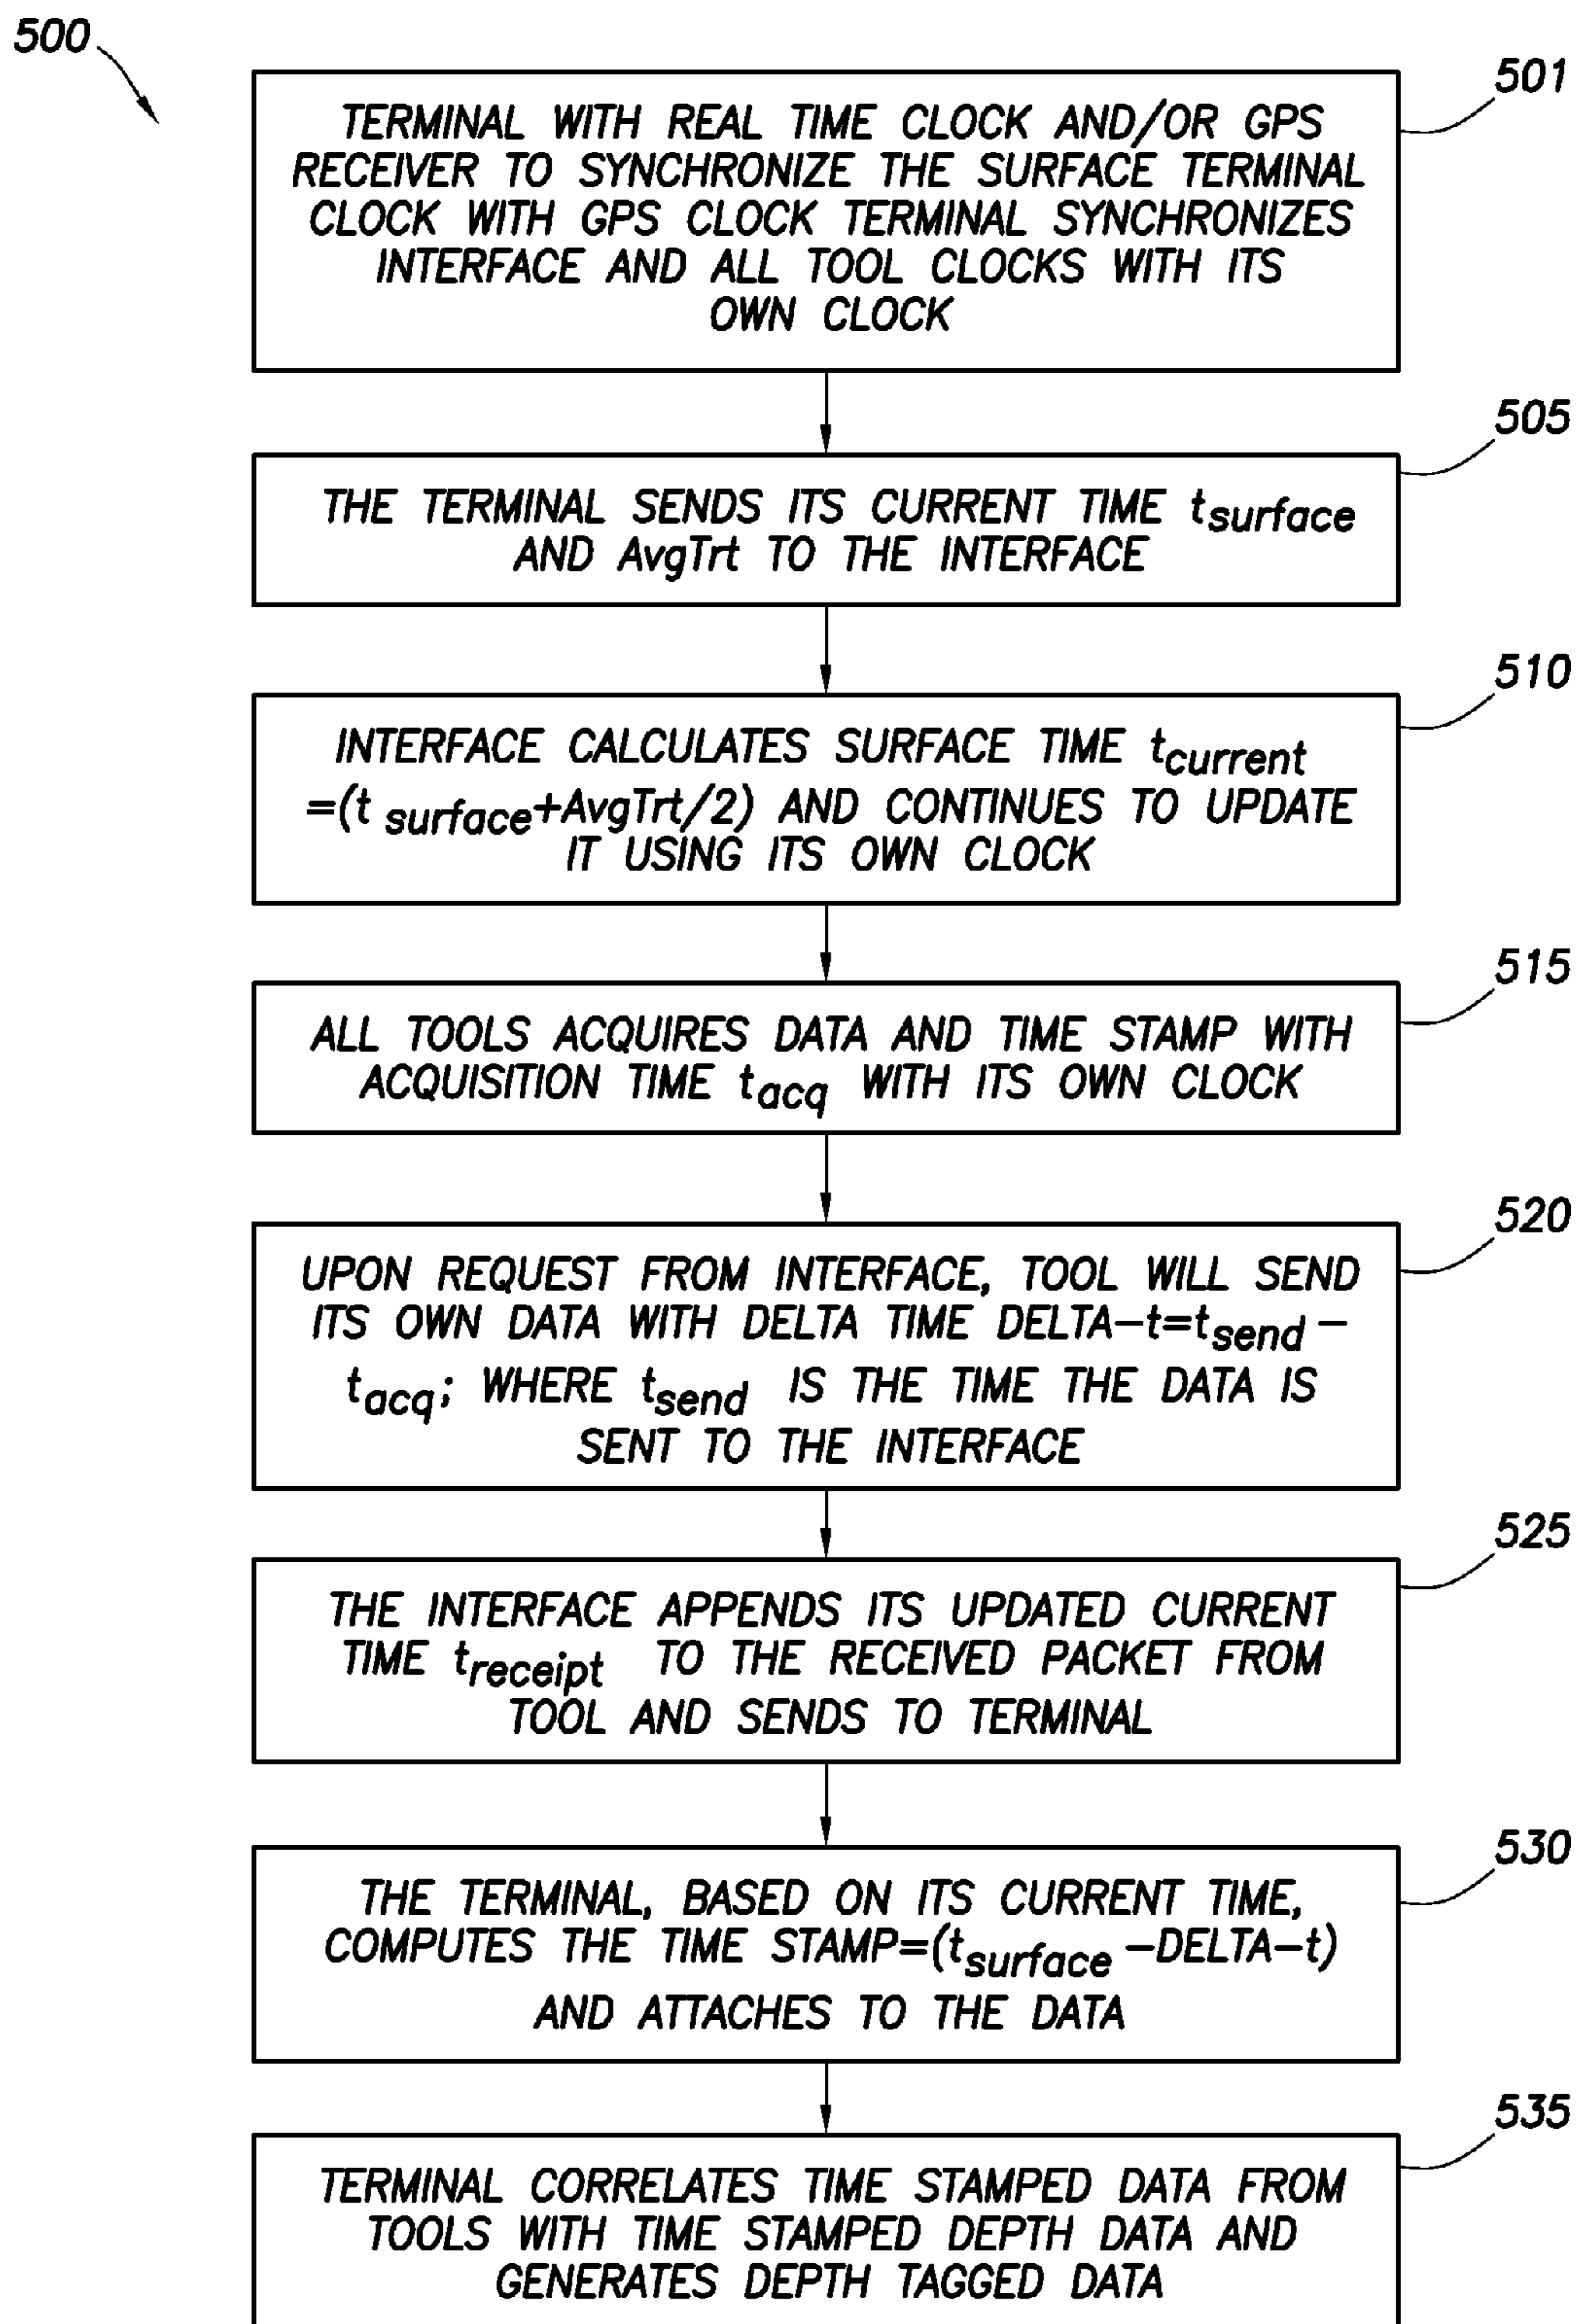 500
501
TERMINAL WITH REAL TIME CLOCK AND/OR GPS
RECEIVER TO SYNCHRONIZE THE SURFACE TERMINAL
CLOCK WITH GPS CLOCK TERMINAL SYNCHRONIZES
INTERFACE AND ALL TOOL CLOCKS WITH ITS
OWN CLOCK
505
THE TERMINAL SENDS ITS CURRENT TIME tsurface
AND AvgTrt TO THE INTERFACE
510
INTERFACE CALCULATES SURFACE TIME tcurrent
=(t surface+AvgTrt/2) AND CONTINUES TO UPDATE
IT USING ITS OWN CLOCK
515
ALL TOOLS ACQUIRES DATA AND TIME STAMP WITH
ACQUISITION TIME tacq WITH ITS OWN CLOCK
520
UPON REQUEST FROM INTERFACE, TOOL WILL SEND
ITS OWN DATA WITH DELTA TIME DELTA-t=tsend -
tacq; WHERE tsend IS THE TIME THE DATA IS
SENT TO THE INTERFACE
525
THE INTERFACE APPENDS ITS UPDATED CURRENT
TIME treceipt TO THE RECEIVED PACKET FROM
TOOL AND SENDS TO TERMINAL
530
THE TERMINAL, BASED ON ITS CURRENT TIME,
COMPUTES THE TIME STAMP=(tsurface -DELTA-t)
AND ATTACHES TO THE DATA
535
TERMINAL CORRELATES TIME STAMPED DATA FROM
TOOLS WITH TIME STAMPED DEPTH DATA AND
GENERATES DEPTH TAGGED DATA